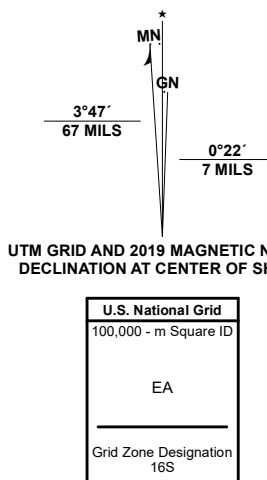 ★
MN
GN
3°47´
67 MILS
0°22´
7 MILS
UTM GRID AND 2019 MAGNETIC N
DECLINATION AT CENTER OF SH
U.S. National Grid
100,000 - m Square ID
EA
Grid Zone Designation
16S